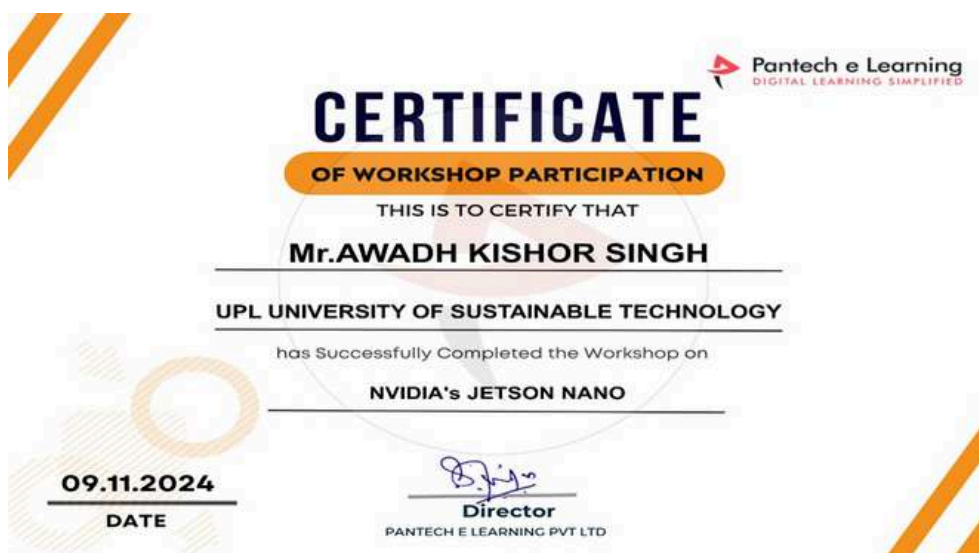 Pantech e Learning
DIGITAL LEARNING SIMPLIFIED
CERTIFICATE
OF WORKSHOP PARTICIPATION
THIS IS TO CERTIFY THAT
Mr.AWADH KISHOR SINGH
UPL UNIVERSITY OF SUSTAINABLE TECHNOLOGY
has Successfully Completed the Workshop on
NVIDIA's JETSON NANO
09.11.2024
DATE
Director
PANTECH E LEARNING PVT LTD